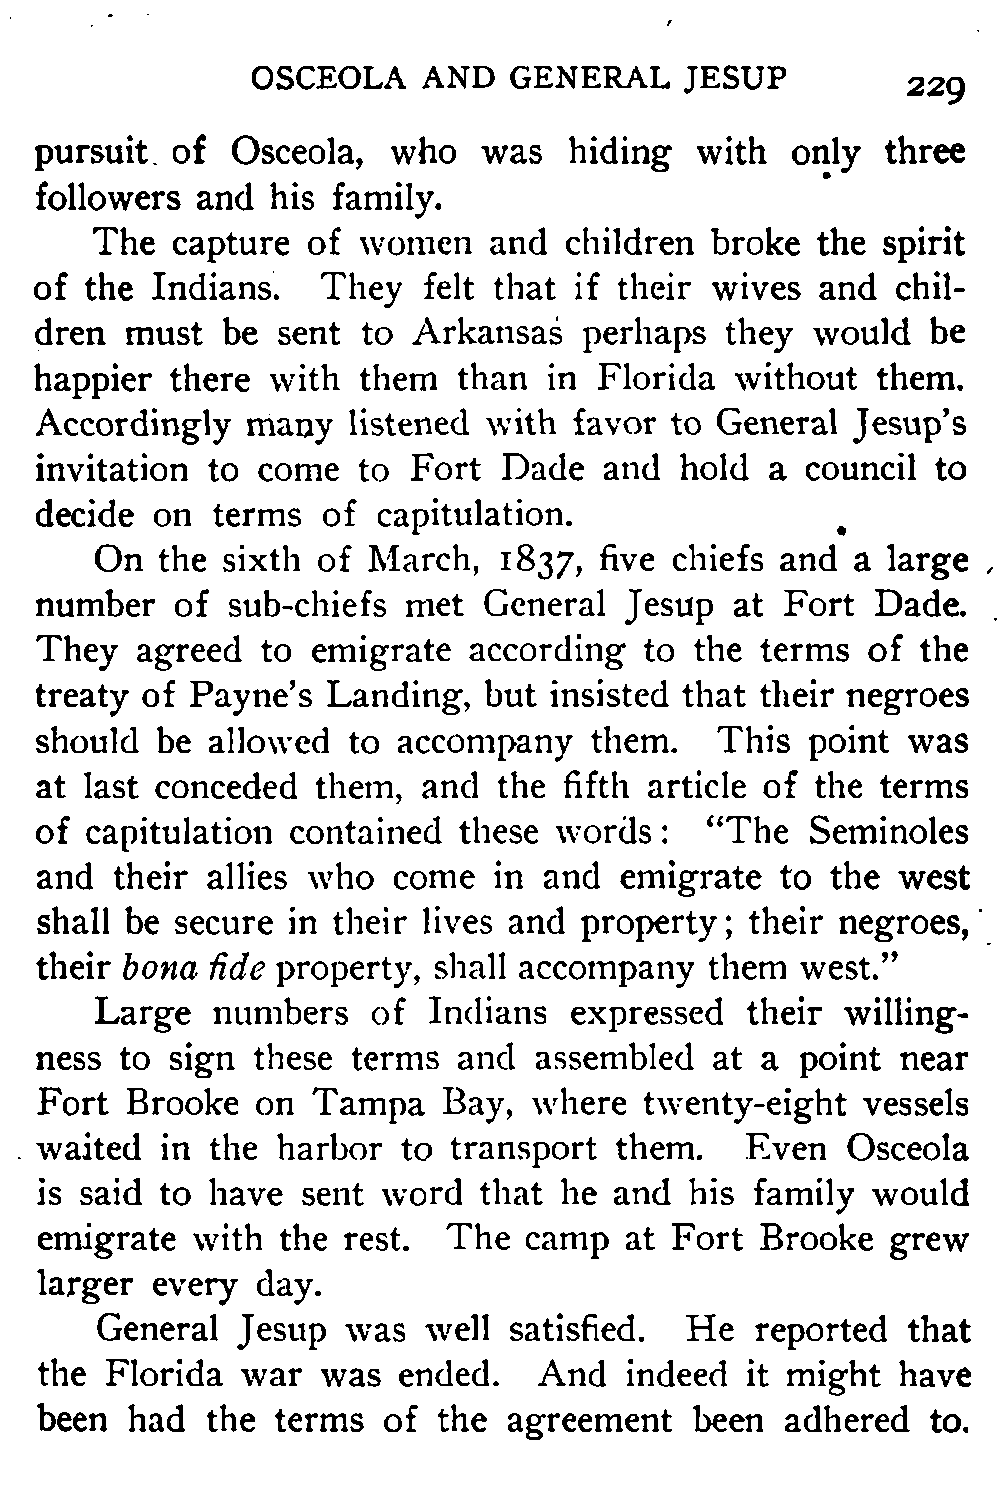 OSCEOLA AND GENERAL JESUP 229
pursuit of Osceola, who was hiding with only three
followers and his family.
The capture of women and children broke the spirit
of the Indians. They felt that if their wives and chil-
dren must be sent to Arkansas perhaps they would be
happier there with them than in Florida without them.
Accordingly many listened with favor to General Jesup's
invitation to come to Fort Dade and hold a council to
decide on terms of capitulation.
On the sixth of March, 1837, five chiefs and a large
number of sub-chiefs met General Jesup at Fort Dade.
They agreed to emigrate according to the terms of the
treaty of Payne's Landing, but insisted that their negroes
should be allowed to accompany them. This point was
at last conceded them, and the fifth article of the terms
of capitulation contained these words: "The Seminoles
and their allies who come in and emigrate to the west
shall be secure in their lives and property; their negroes,
their bona fide property, shall accompany them west."
Large numbers of Indians expressed their willing-
ness to sign these terms and assembled at a point near
Fort Brooke on Tampa Bay, where twenty-eight vessels
waited in the harbor to transport them. Even Osceola
is said to have sent word that he and his family would
emigrate with the rest. The camp at Fort Brooke grew
larger every day.
General Jesup was well satisfied. He reported that
the Florida war was ended. And indeed it might have
been had the terms of the agreement been adhered to.